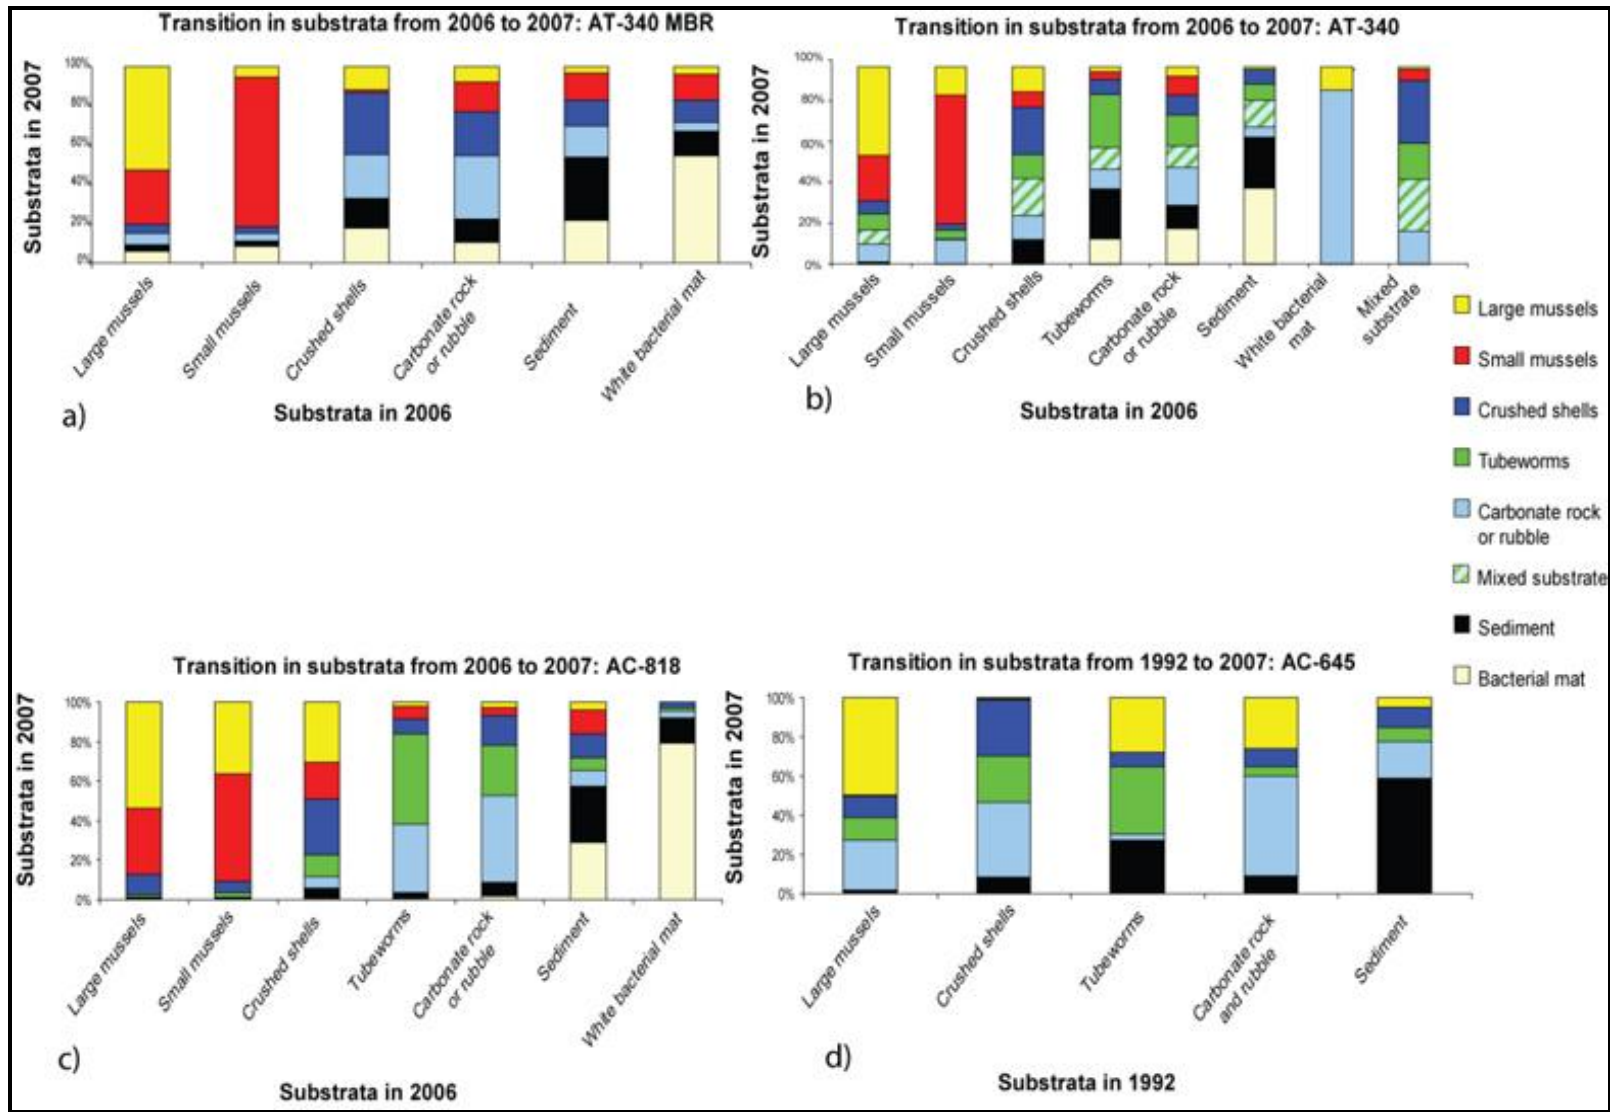 Transition in substrata from 2006 to 2007: AT-340 MBR
Substrata in 2007
100%
80%
60%
40%
20%
0%
Large mussels
Small mussels
Crushed shells
Carbonate rock
or rubble
Sediment
White bacterial mat
a)
Substrata in 2006
Transition in substrata from 2006 to 2007: AT-340
Substrata in 2007
100%
80%
60%
40%
20%
0%
Large mussels
Small mussels
Crushed shells
Tubeworms
Carbonate rock
or rubble
Sediment
White bacterial
mat
Mixed
substrate
b)
Substrata in 2006
Large mussels
Small mussels
Crushed shells
Tubeworms
Carbonate rock
or rubble
Mixed substrate
Sediment
Bacterial mat
Transition in substrata from 2006 to 2007: AC-818
Substrata in 2007
100%
80%
60%
40%
20%
0%
Large mussels
Small mussels
Crushed shells
Tubeworms
Carbonate rock
or rubble
Sediment
White bacterial mat
c)
Substrata in 2006
Transition in substrata from 1992 to 2007: AC-645
Substrata in 2007
100%
80%
60%
40%
20%
0%
Large mussels
Crushed shells
Tubeworms
Carbonate rock
and rubble
Sediment
d)
Substrata in 1992